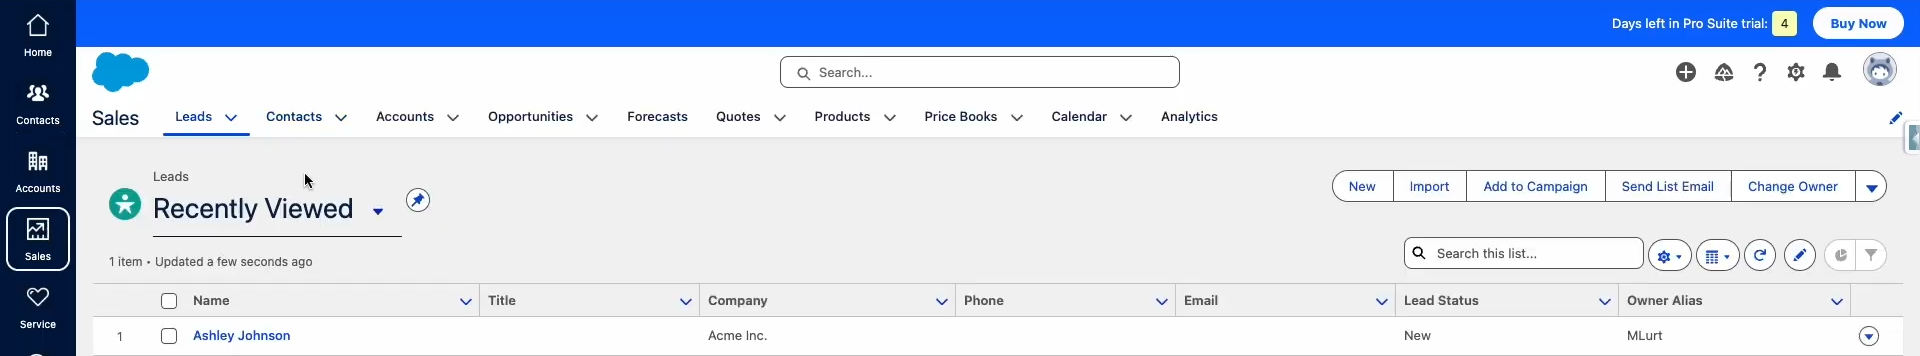 Home
Contacts
Accounts
Sales
Service
Days left in Pro Suite trial: 4 Buy Now
Search...
Sales Leads Contacts Accounts Opportunities Forecasts Quotes Products Price Books Calendar Analytics
Leads
Recently Viewed
New Import Add to Campaign Send List Email Change Owner
1 item • Updated a few seconds ago
Search this list...
Name Title Company Phone Email Lead Status Owner Alias
1 Ashley Johnson Acme Inc. New MLurt